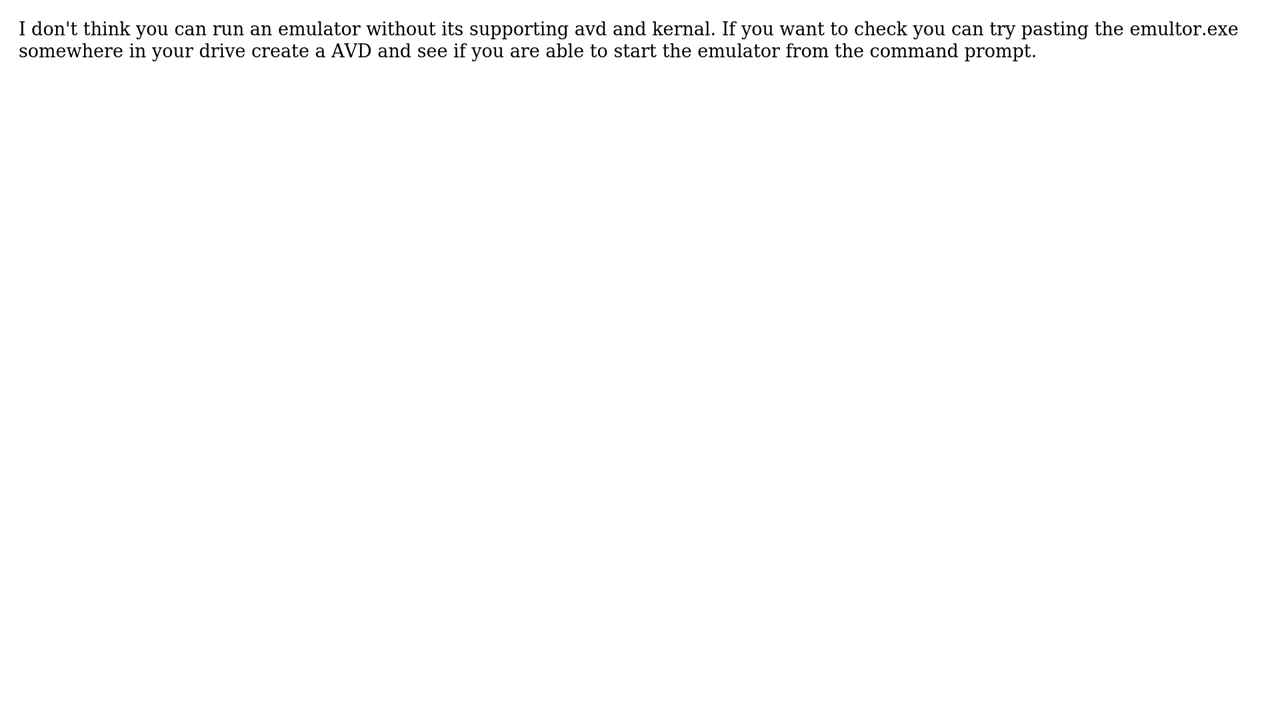 I don't think you can run an emulator without its supporting avd and kernal. If you want to check you can try pasting the emultor.exe
somewhere in your drive create a AVD and see if you are able to start the emulator from the command prompt.